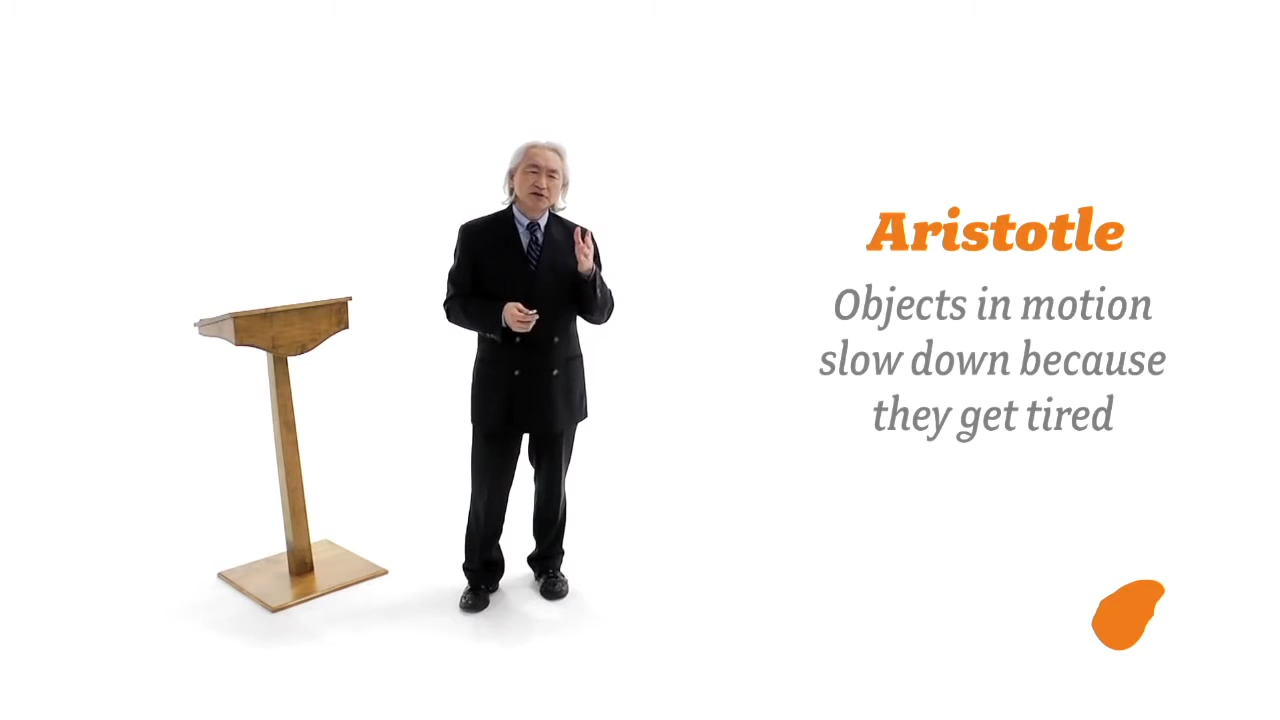 Aristotle
Objects in motion
slow down because
they get tired